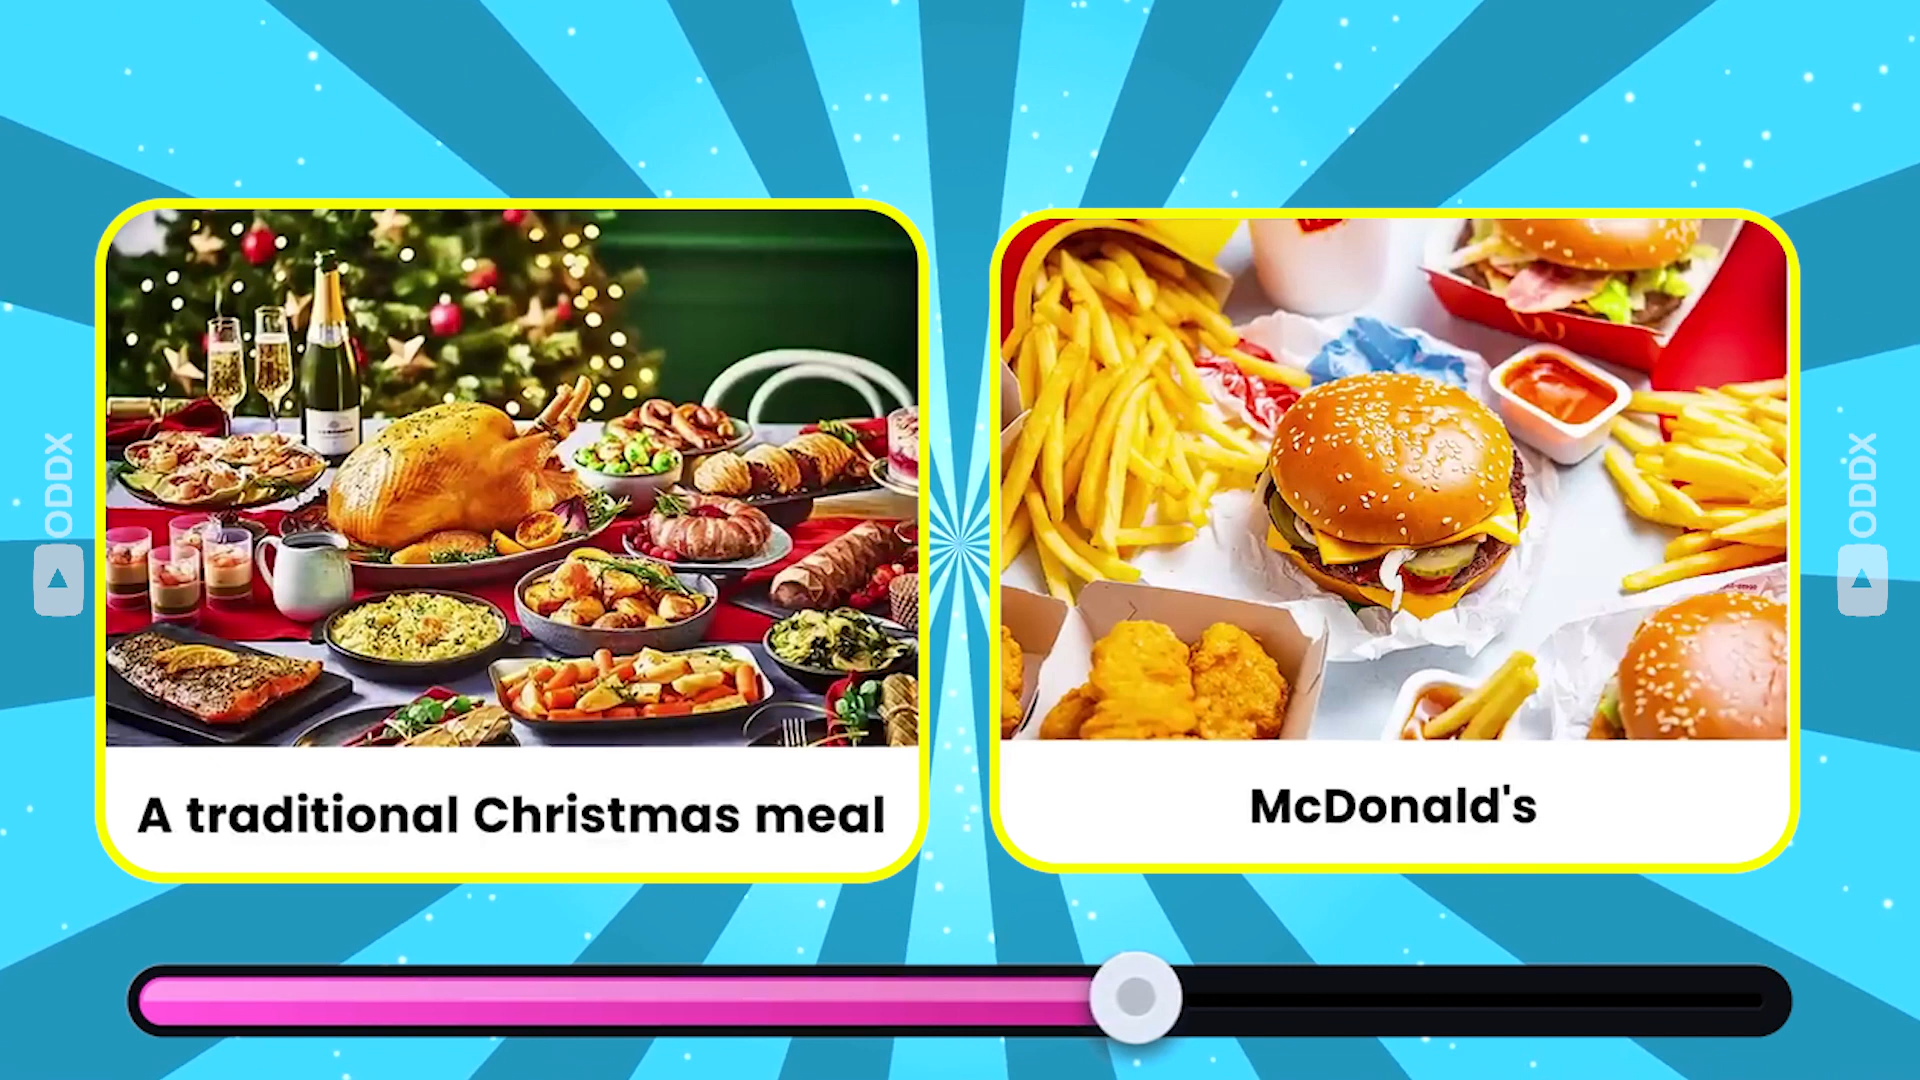 A traditional Christmas meal
McDonald's
ODDX
ODDX